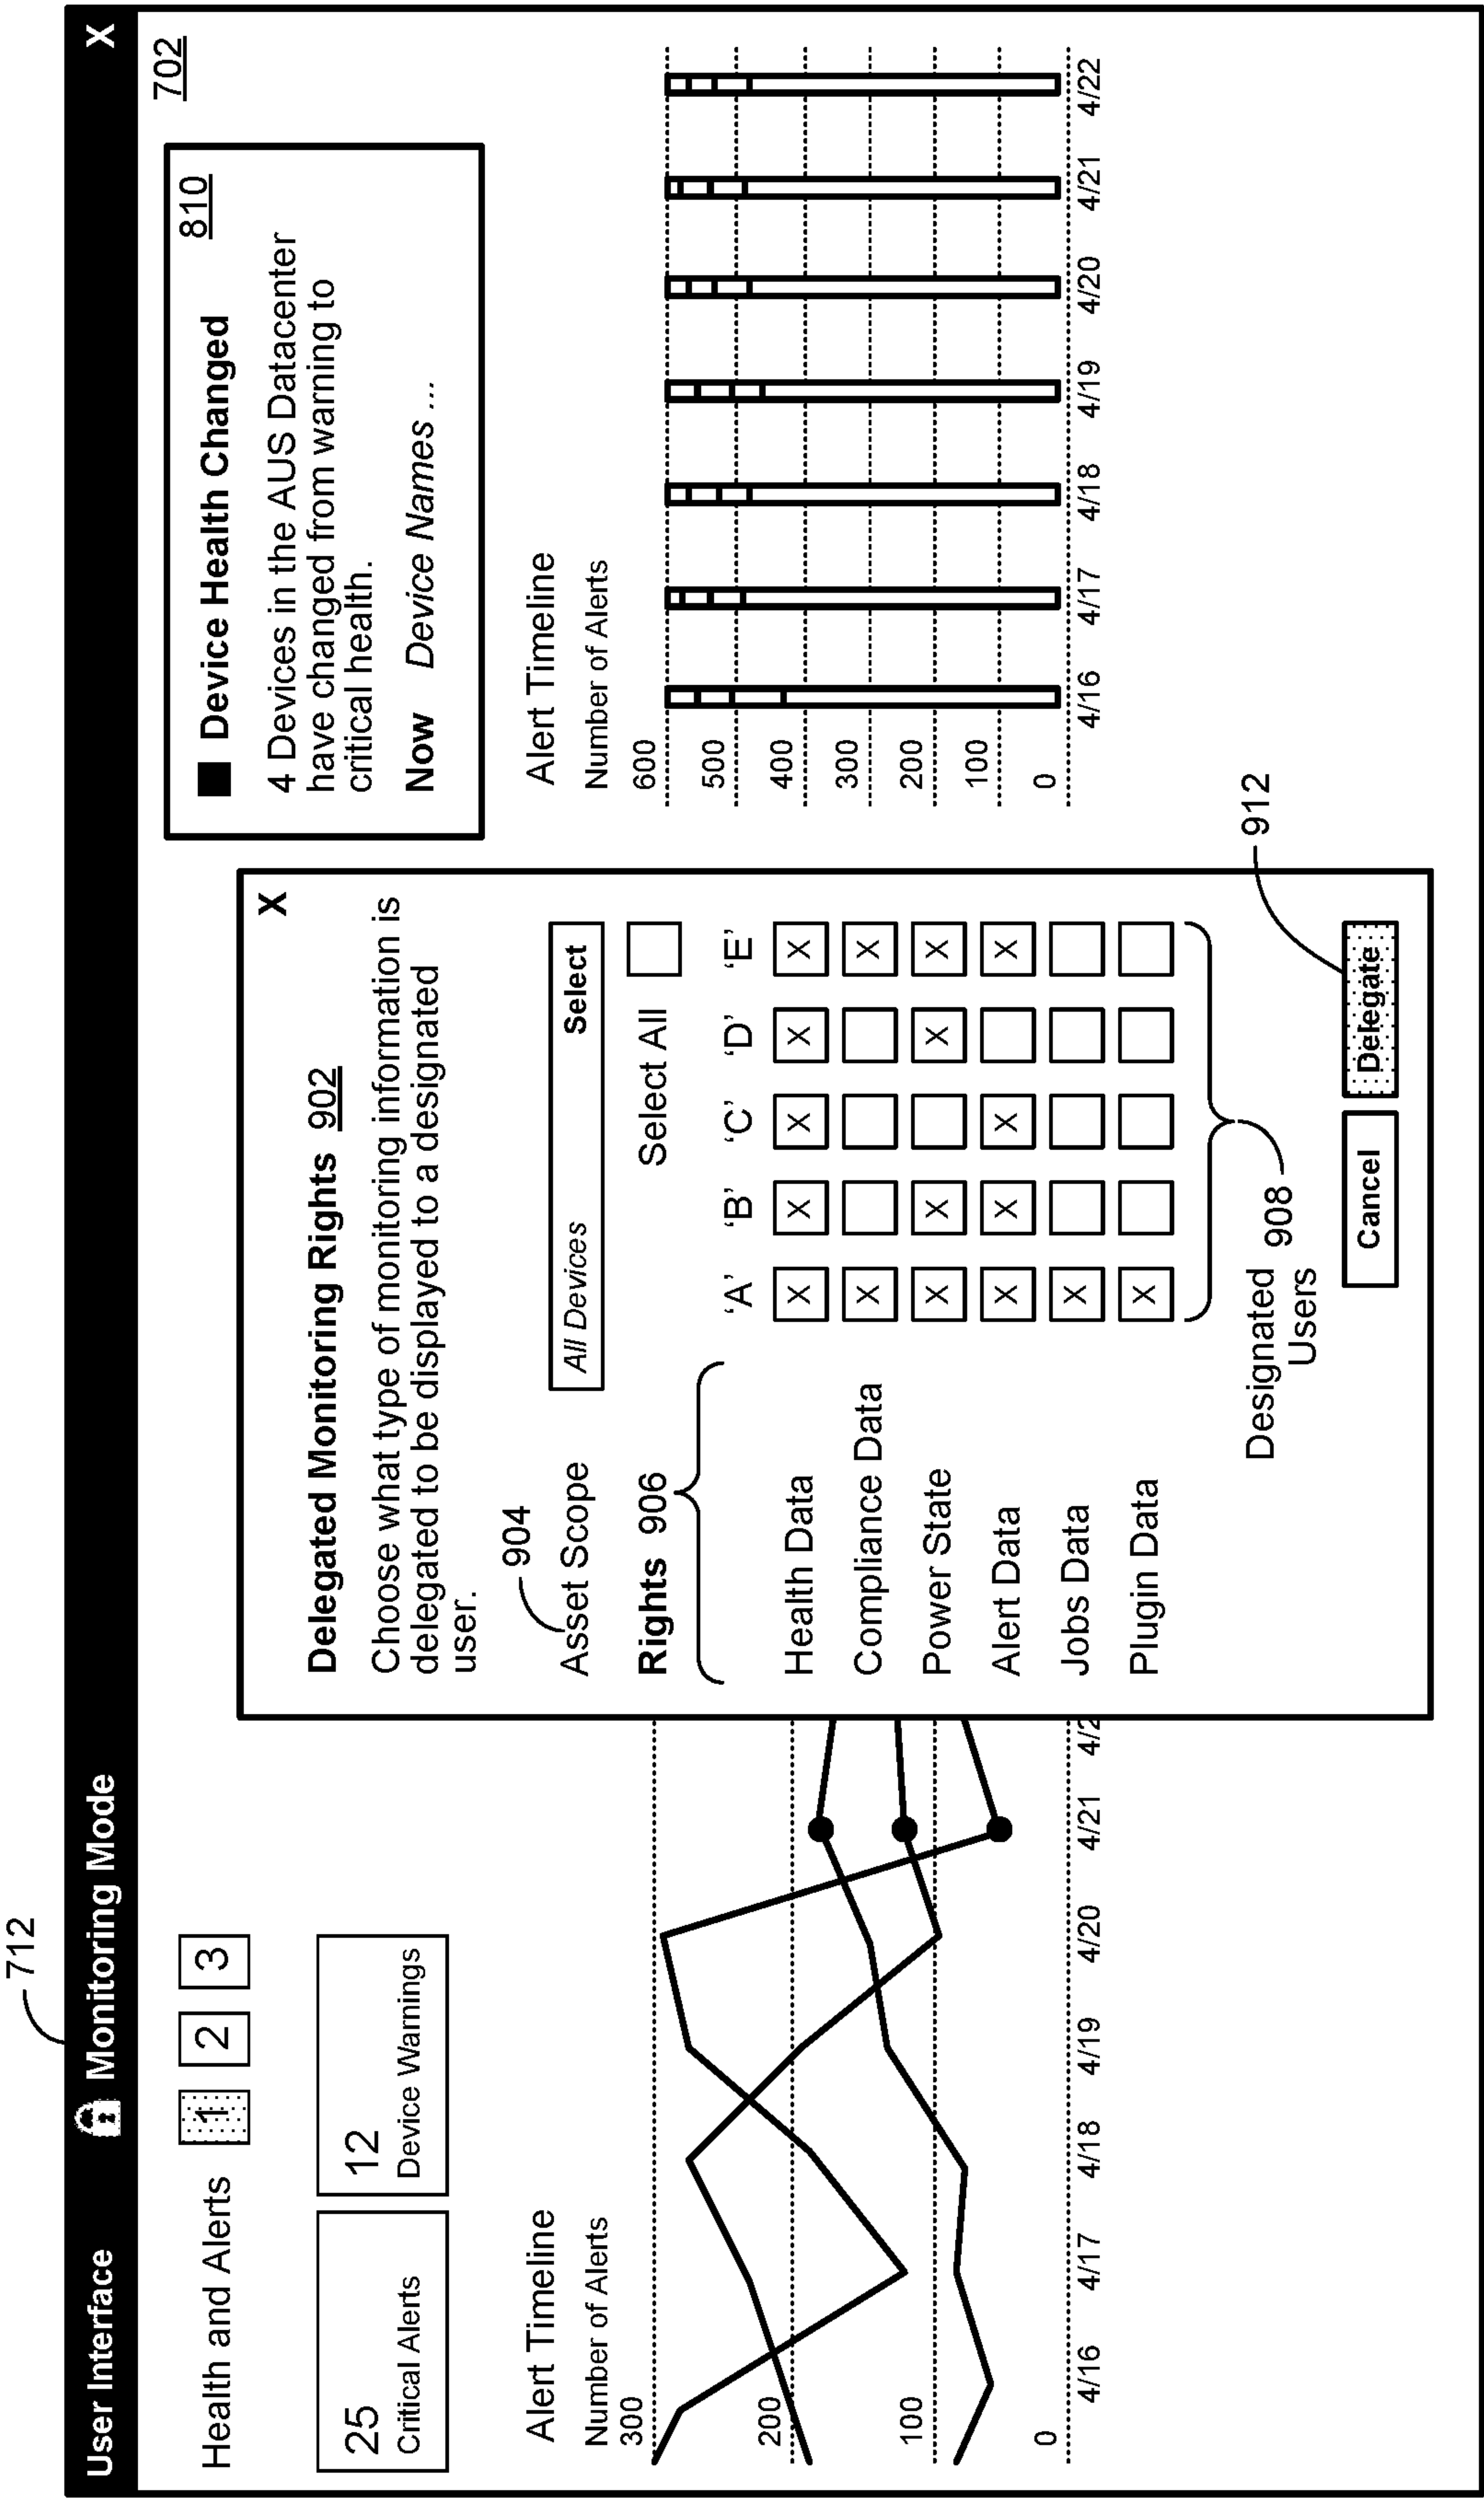 712
User Interface
Monitoring Mode
X
702
Health and Alerts
1
2
3
25
Critical Alerts
12
Device Warnings
Alert Timeline
Number of Alerts
300
200
100
0
4/16
4/17
4/18
4/19
4/20
4/21
4/2
X
Delegated Monitoring Rights 902
Choose what type of monitoring information is
delegated to be displayed to a designated
user.
904
Asset Scope
All Devices
Select
Rights 906
Select All
'A' 'B' 'C' 'D' 'E'
Health Data X X X X X
Compliance Data X X
Power State X X X X
Alert Data X X X X
Jobs Data X
Plugin Data X
Designated 908
Users
Cancel
Delegate
912
810
Device Health Changed
4 Devices in the AUS Datacenter
have changed from warning to
critical health.
Now Device Names ...
Alert Timeline
Number of Alerts
600
500
400
300
200
100
0
4/16
4/17
4/18
4/19
4/20
4/21
4/22